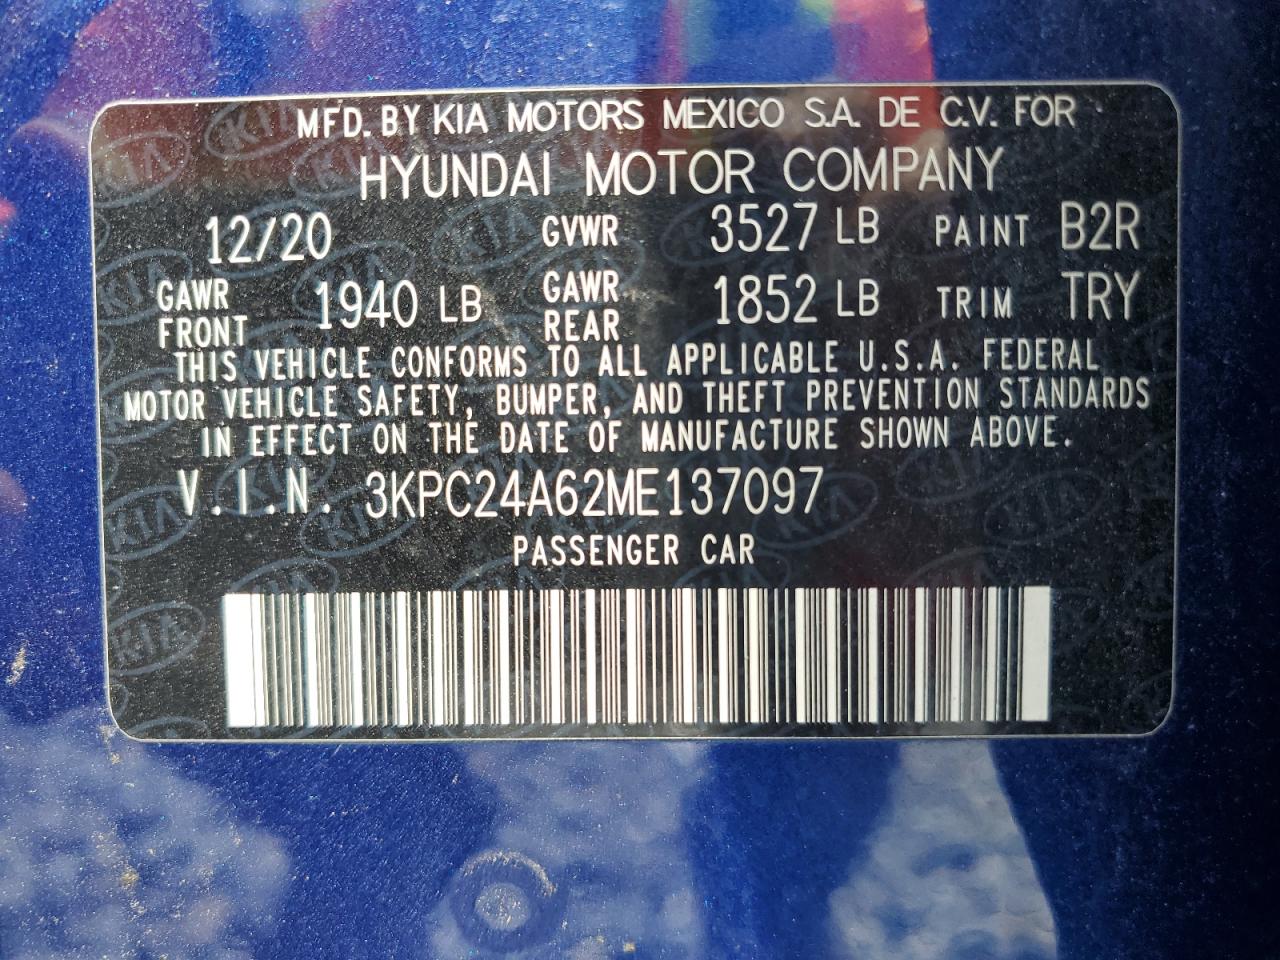 MFD. BY KIA MOTORS MEXICO S.A. DE C.V. FOR
HYUNDAI MOTOR COMPANY
12/20 GVWR 3527 LB PAINT B2R
GAWR FRONT 1940 LB GAWR REAR 1852 LB TRIM TRY
THIS VEHICLE CONFORMS TO ALL APPLICABLE U.S.A. FEDERAL
MOTOR VEHICLE SAFETY, BUMPER, AND THEFT PREVENTION STANDARDS
IN EFFECT ON THE DATE OF MANUFACTURE SHOWN ABOVE.
V.I.N. 3KPC24A62ME137097
PASSENGER CAR